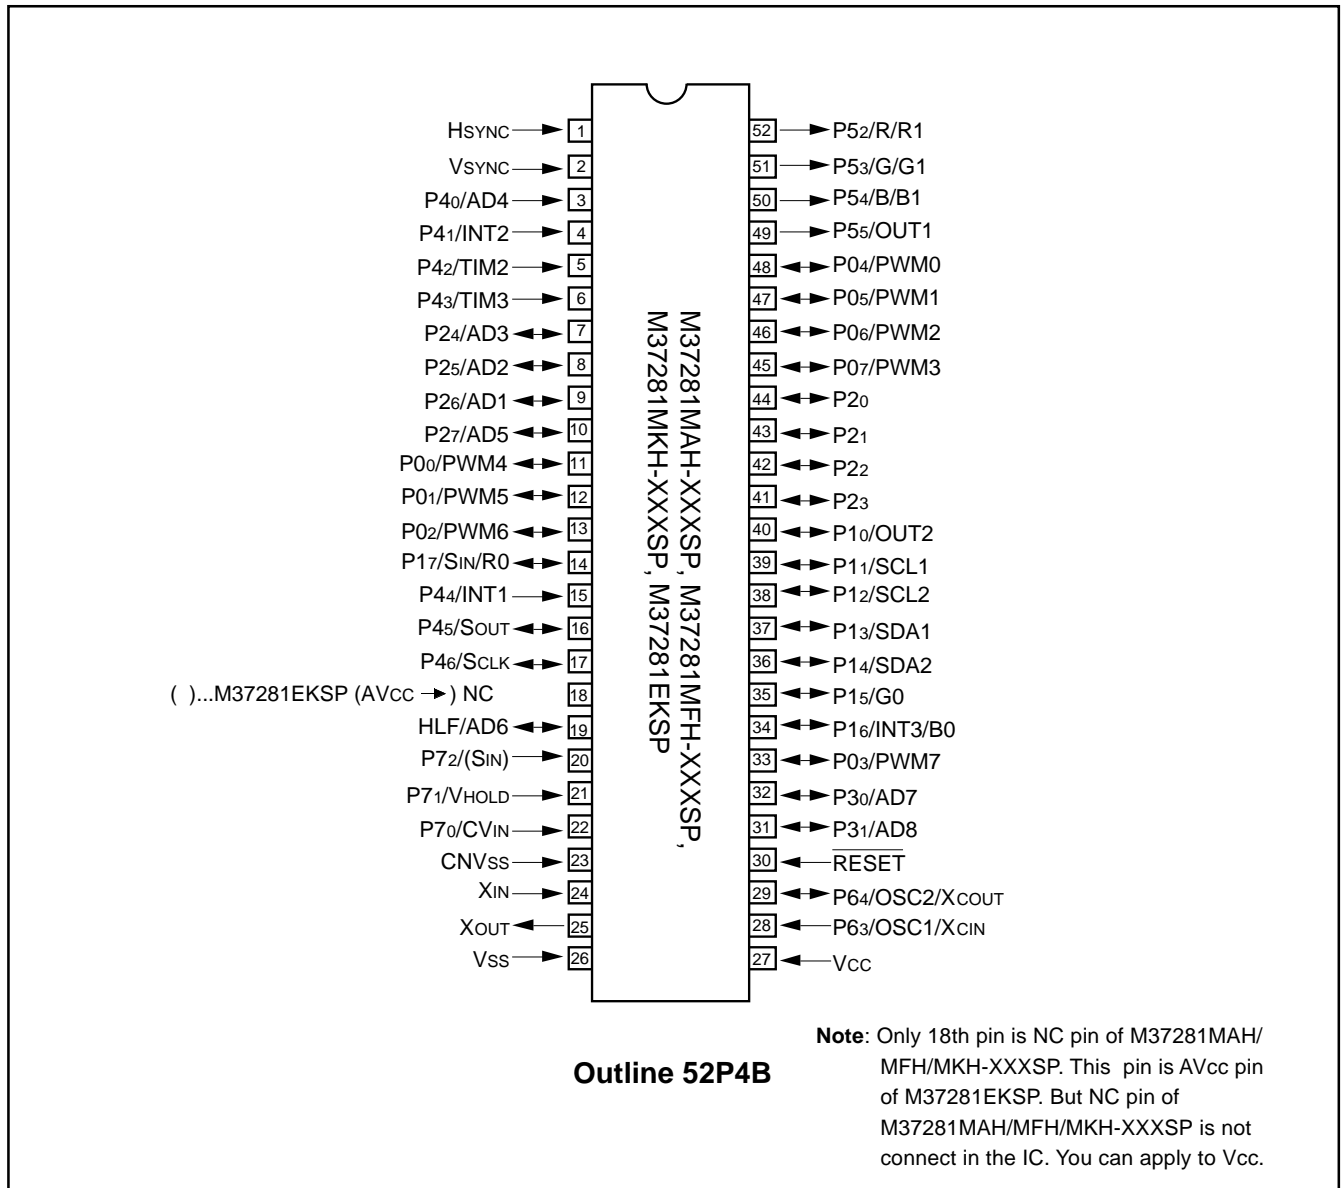 HSYNC 1 52 P52/R/R1
VSYNC 2 51 P53/G/G1
P40/AD4 3 50 P54/B/B1
P41/INT2 4 49 P55/OUT1
P42/TIM2 5 48 P04/PWM0
P43/TIM3 6 47 P05/PWM1
P24/AD3 7 46 P06/PWM2
P25/AD2 8 45 P07/PWM3
P26/AD1 9 44 P20
P27/AD5 10 43 P21
P00/PWM4 11 42 P22
P01/PWM5 12 41 P23
P02/PWM6 13 40 P10/OUT2
P17/SIN/R0 14 39 P11/SCL1
P44/INT1 15 38 P12/SCL2
P45/SOUT 16 37 P13/SDA1
P46/SCLK 17 36 P14/SDA2
( )...M37281EKSP (AVCC → ) NC 18 35 P15/G0
HLF/AD6 19 34 P16/INT3/B0
P72/(SIN) 20 33 P03/PWM7
P71/VHOLD 21 32 P30/AD7
P70/CVIN 22 31 P31/AD8
CNVSS 23 30 RESET
XIN 24 29 P64/OSC2/XCOUT
XOUT 25 28 P63/OSC1/XCIN
VSS 26 27 VCC
M37281MAH-XXXSP, M37281MFH-XXXSP,
M37281MKH-XXXSP, M37281EKSP
Outline 52P4B
Note: Only 18th pin is NC pin of M37281MAH/
MFH/MKH-XXXSP. This pin is AVcc pin
of M37281EKSP. But NC pin of
M37281MAH/MFH/MKH-XXXSP is not
connect in the IC. You can apply to Vcc.